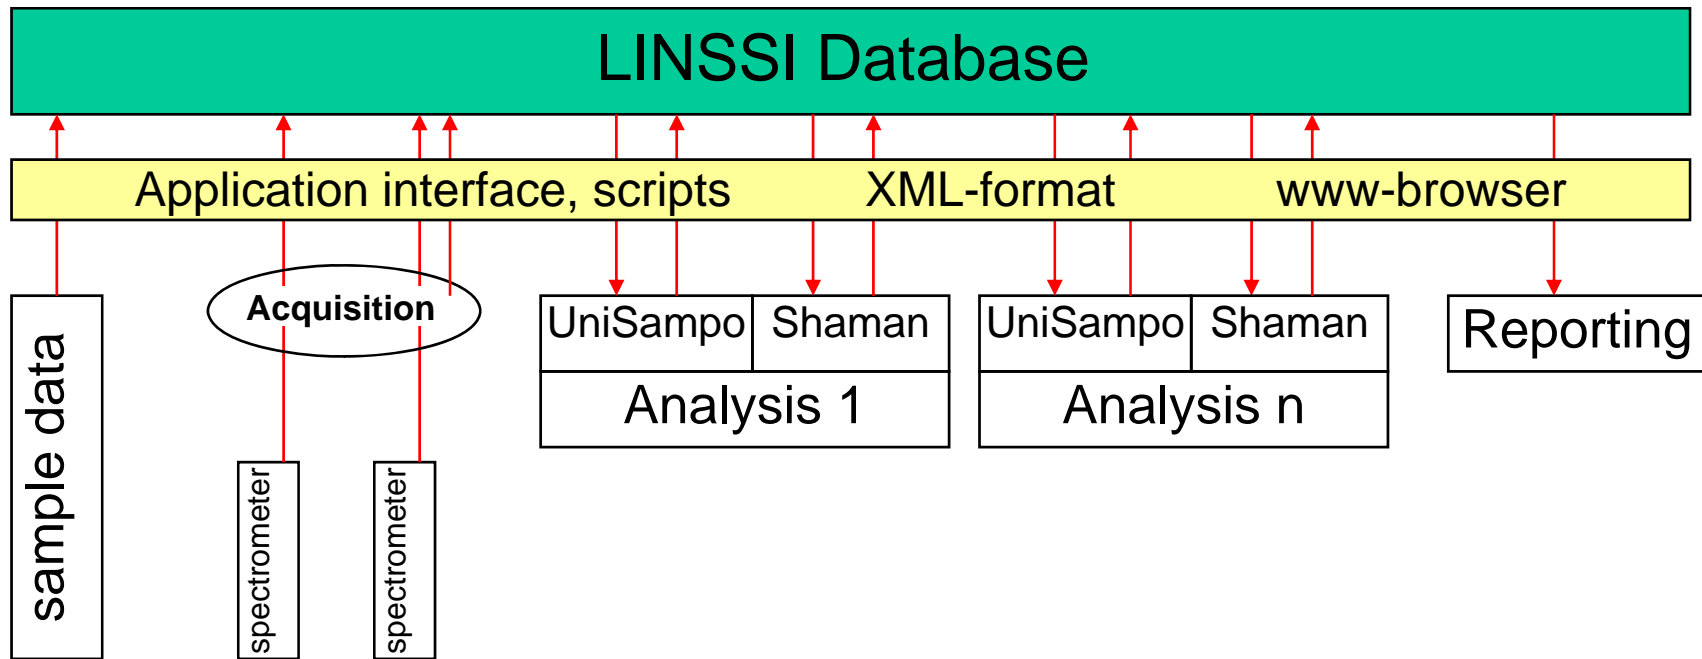 LINSSI Database
Application interface, scripts XML-format www-browser
Acquisition
UniSampo Shaman
Analysis 1
UniSampo Shaman
Analysis n
Reporting
sample data
spectrometer
spectrometer